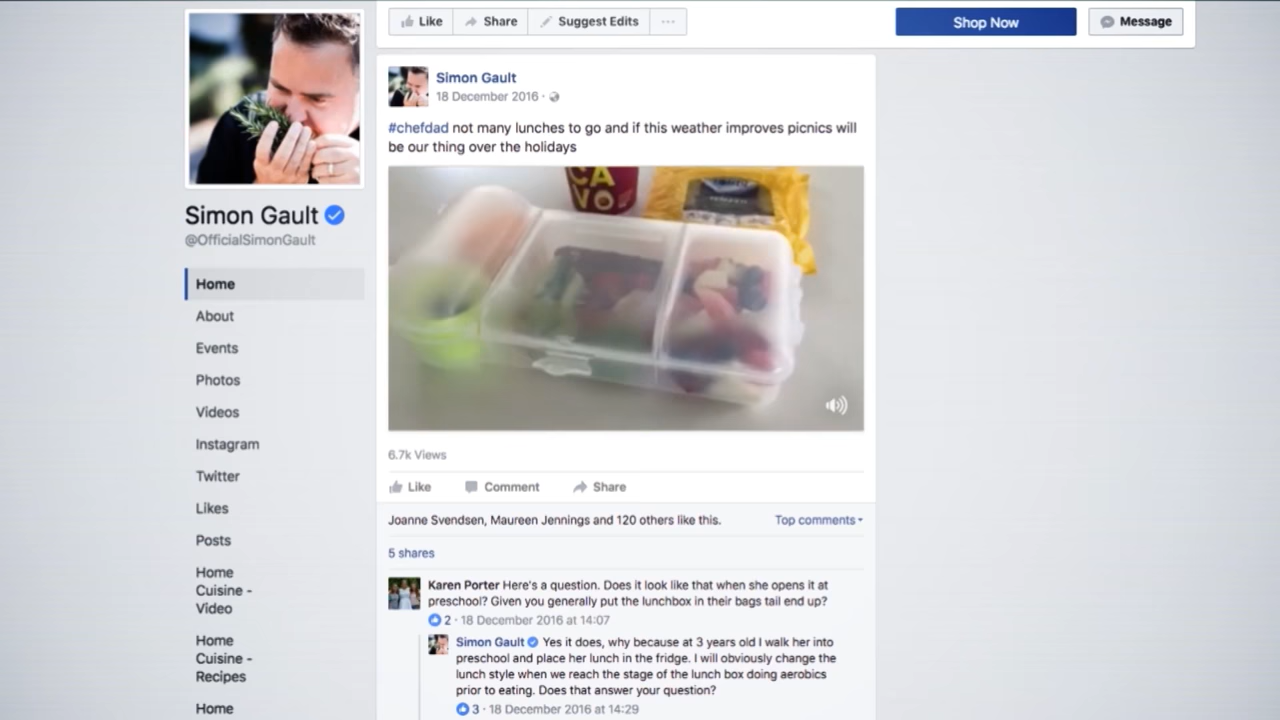 Like
Share
Suggest Edits
Shop Now
Message
Simon Gault
18 December 2016
#chefdad not many lunches to go and if this weather improves picnics will
be our thing over the holidays
CA
VO
6.7k Views
Like
Comment
Share
Joanne Svendsen, Maureen Jennings and 120 others like this.
Top comments
5 shares
Karen Porter Here's a question. Does it look like that when she opens it at
preschool? Given you generally put the lunchbox in their bags tail end up?
2 · 18 December 2016 at 14:07
Simon Gault Yes it does, why because at 3 years old I walk her into
preschool and place her lunch in the fridge. I will obviously change the
lunch style when we reach the stage of the lunch box doing aerobics
prior to eating. Does that answer your question?
3 · 18 December 2016 at 14:29
Simon Gault
@OfficialSimonGault
Home
About
Events
Photos
Videos
Instagram
Twitter
Likes
Posts
Home
Cuisine -
Video
Home
Cuisine -
Recipes
Home